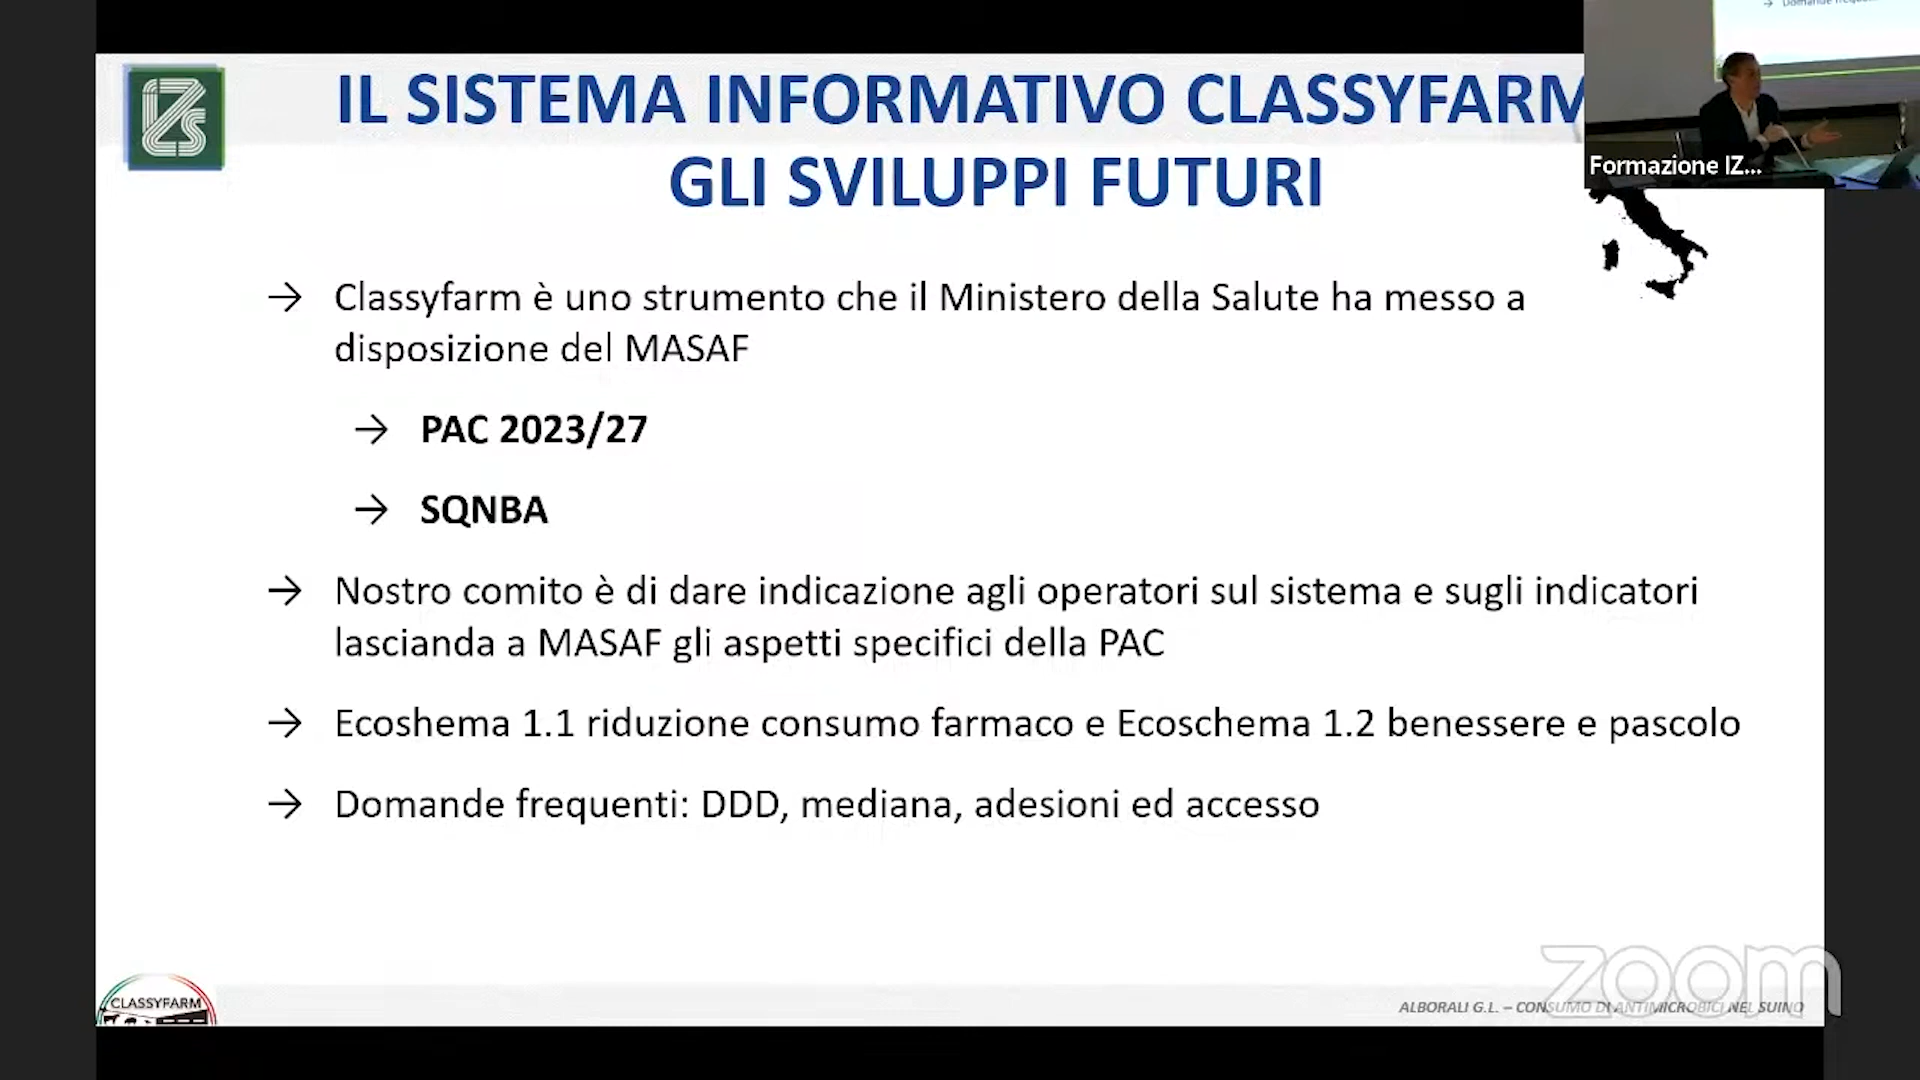 IL SISTEMA INFORMATIVO CLASSYFARM
GLI SVILUPPI FUTURI
Formazione IZ...
→ Classyfarm è uno strumento che il Ministero della Salute ha messo a
disposizione del MASAF
→ PAC 2023/27
→ SQNBA
→ Nostro comito è di dare indicazione agli operatori sul sistema e sugli indicatori
lascianda a MASAF gli aspetti specifici della PAC
→ Ecoshema 1.1 riduzione consumo farmaco e Ecoschema 1.2 benessere e pascolo
→ Domande frequenti: DDD, mediana, adesioni ed accesso
CLASSYFARM
ALBORALI G.L. – CONSUMO DI ANTIMICROBICI NEL SUINO
zoom